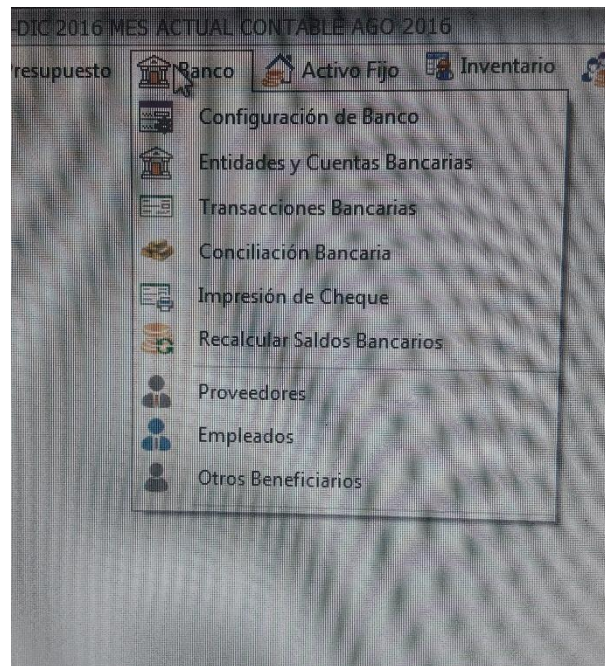 -DIC 2016 MES ACTUAL CONTABLE AGO 2016
resupuesto Banco Activo Fijo Inventario
Configuración de Banco
Entidades y Cuentas Bancarias
Transacciones Bancarias
Conciliación Bancaria
Impresión de Cheque
Recalcular Saldos Bancarios
Proveedores
Empleados
Otros Beneficiarios